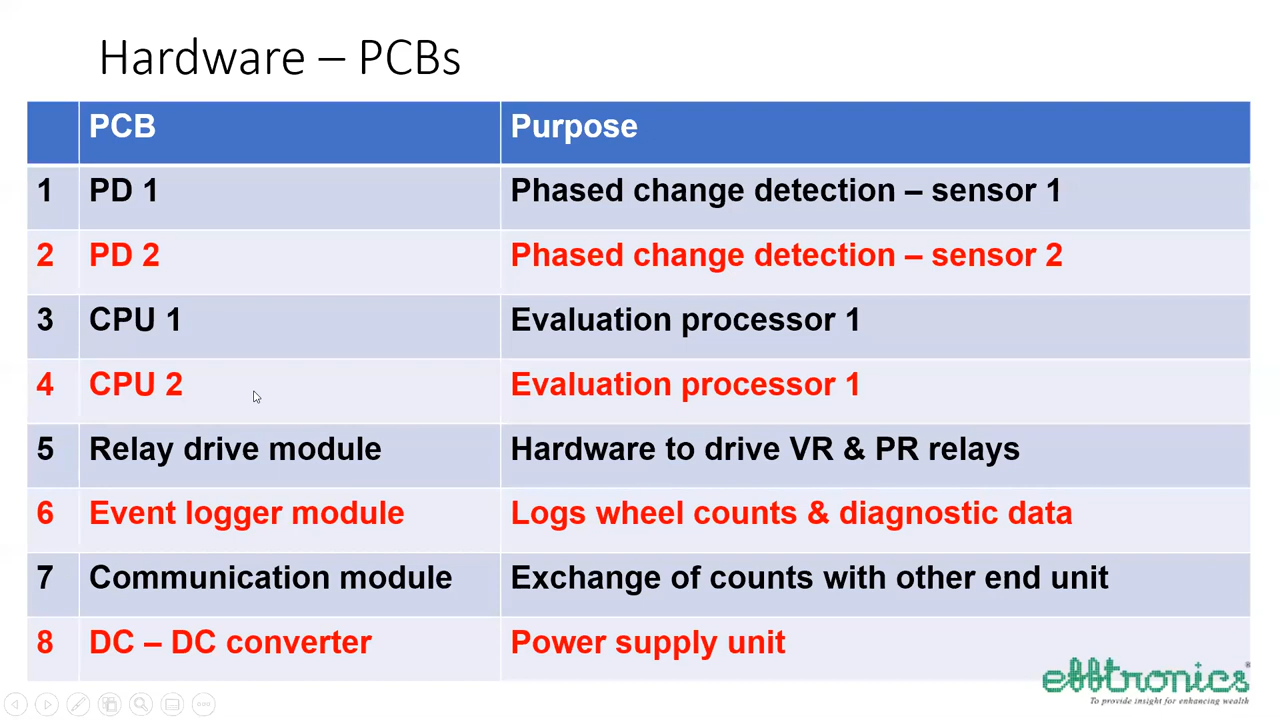 Hardware – PCBs
PCB Purpose
1 PD 1 Phased change detection – sensor 1
2 PD 2 Phased change detection – sensor 2
3 CPU 1 Evaluation processor 1
4 CPU 2 Evaluation processor 1
5 Relay drive module Hardware to drive VR & PR relays
6 Event logger module Logs wheel counts & diagnostic data
7 Communication module Exchange of counts with other end unit
8 DC – DC converter Power supply unit
efftronics®
To provide insight for enhancing wealth